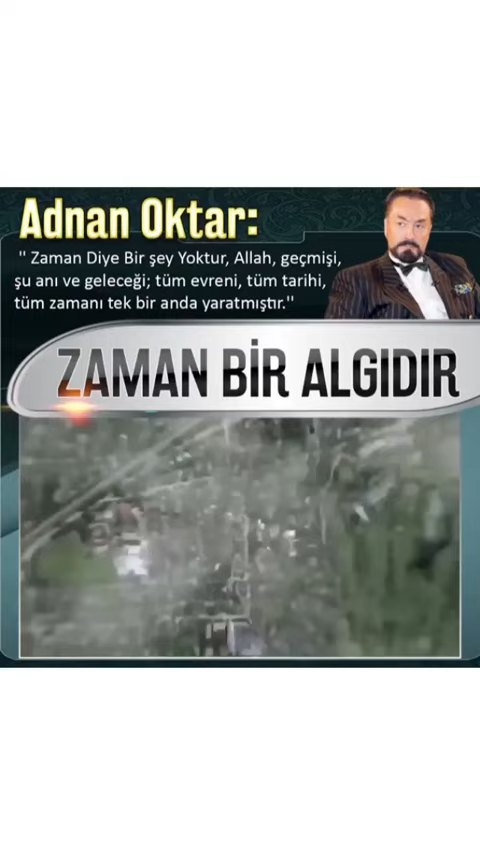 Adnan Oktar:
" Zaman Diye Bir şey Yoktur, Allah, geçmişi,
şu anı ve geleceği; tüm evreni, tüm tarihi,
tüm zamanı tek bir anda yaratmıştır."
ZAMAN BİR ALGIDIR